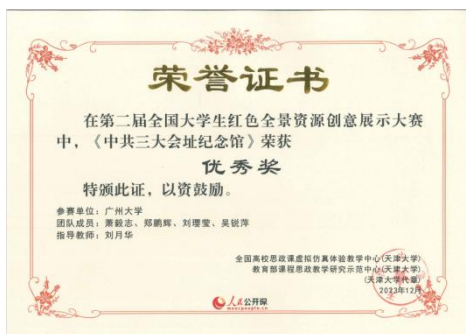 荣誉证书
在第二届全国大学生红色全景资源创意展示大赛
中，《中共三大会址纪念馆》荣获
优秀奖
特颁此证，以资鼓励。
参赛单位：广州大学
团队成员：萧毅志、郑鹏辉、刘璎莹、吴锐萍
指导教师：刘月华
全国高校思政课虚拟仿真体验教学中心(天津大学)
教育部课程思政教学研究示范中心(天津大学)
(天津大学代章)
2023年12月
人民公开课